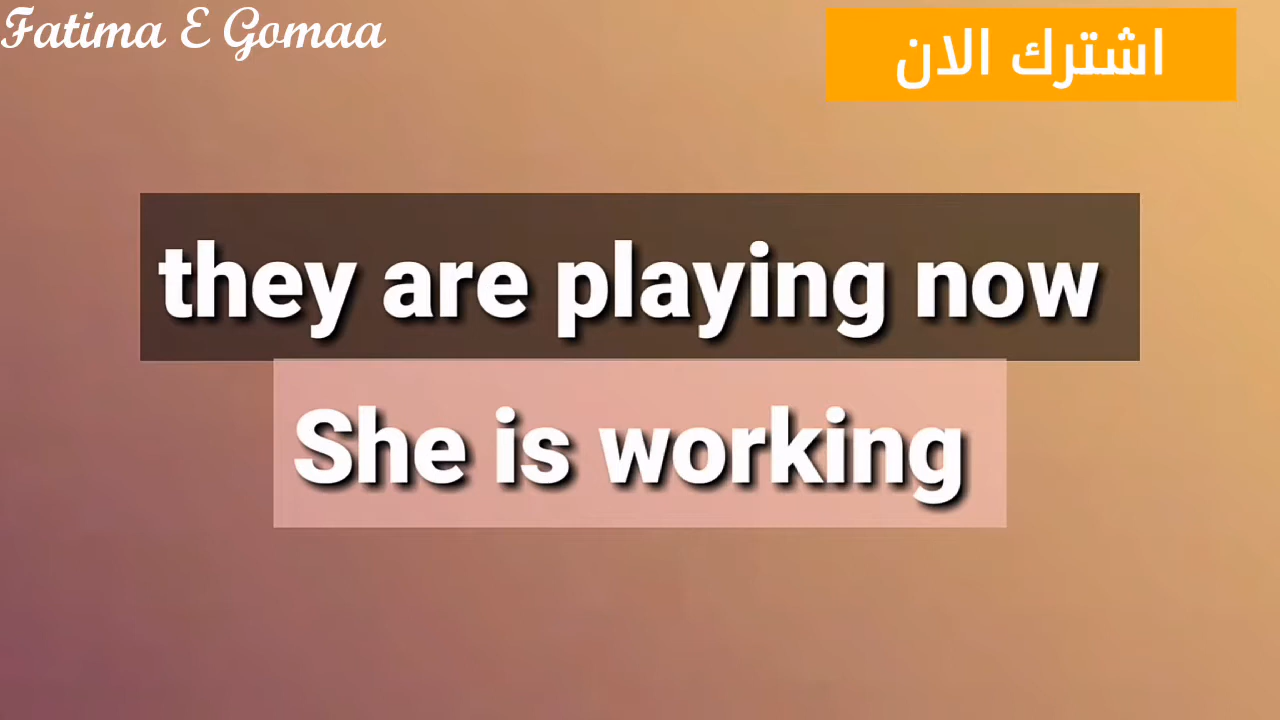 Fatima E Gomaa
اشترك الان
they are playing now
She is working